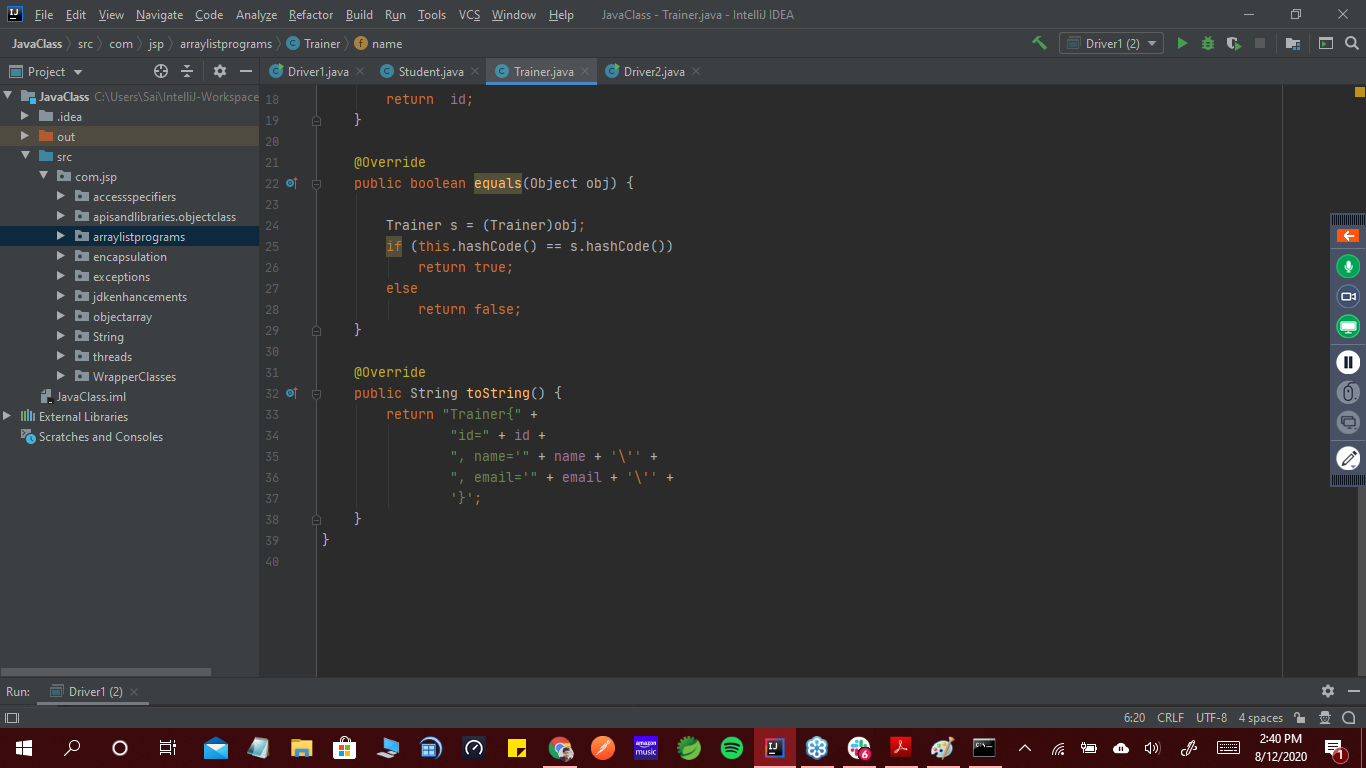 File Edit View Navigate Code Analyze Refactor Build Run Tools VCS Window Help JavaClass - Trainer.java - IntelliJ IDEA
JavaClass src com jsp arraylistprograms Trainer name Driver1 (2)
Project
Driver1.java Student.java Trainer.java Driver2.java
JavaClass C:\Users\Sai\IntelliJ-Workspace
.idea
out
src
com.jsp
accessspecifiers
apisandlibraries.objectclass
arraylistprograms
encapsulation
exceptions
jdkenhancements
objectarray
String
threads
WrapperClasses
JavaClass.iml
External Libraries
Scratches and Consoles
18 return  id;
19 }
20
21 @Override
22 public boolean equals(Object obj) {
23
24 Trainer s = (Trainer)obj;
25 if (this.hashCode() == s.hashCode())
26 return true;
27 else
28 return false;
29 }
30
31 @Override
32 public String toString() {
33 return "Trainer{" +
34 "id=" + id +
35 ", name='" + name + '\'' +
36 ", email='" + email + '\'' +
37 '}';
38 }
39 }
40
Run: Driver1 (2)
6:20 CRLF UTF-8 4 spaces
amazon music
6
2:40 PM
8/12/2020
1